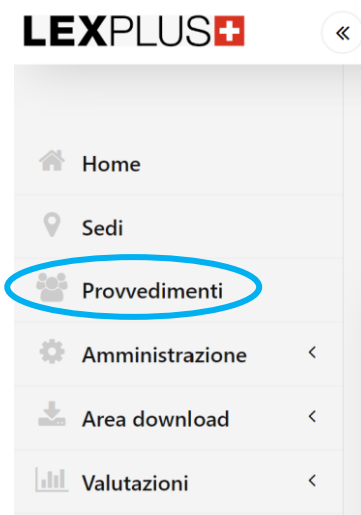 LEXPLUS
Home
Sedi
Provvedimenti
Amministrazione
Area download
Valutazioni